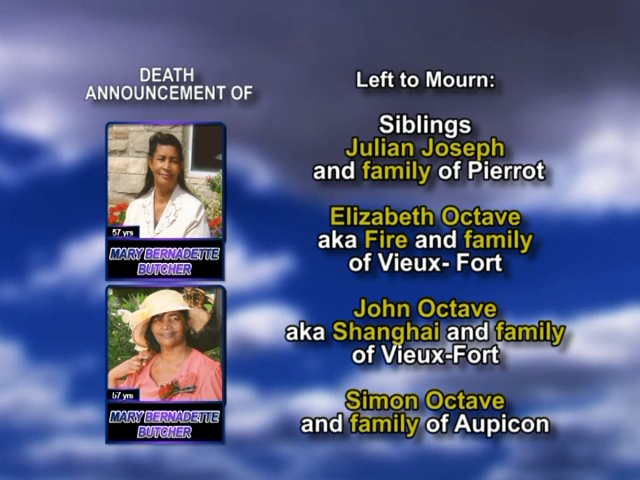 DEATH
ANNOUNCEMENT OF
57 yrs
MARY BERNADETTE
BUTCHER
57 yrs
MARY BERNADETTE
BUTCHER
Left to Mourn:
Siblings
Julian Joseph
and family of Pierrot
Elizabeth Octave
aka Fire and family
of Vieux- Fort
John Octave
aka Shanghai and family
of Vieux-Fort
Simon Octave
and family of Aupicon